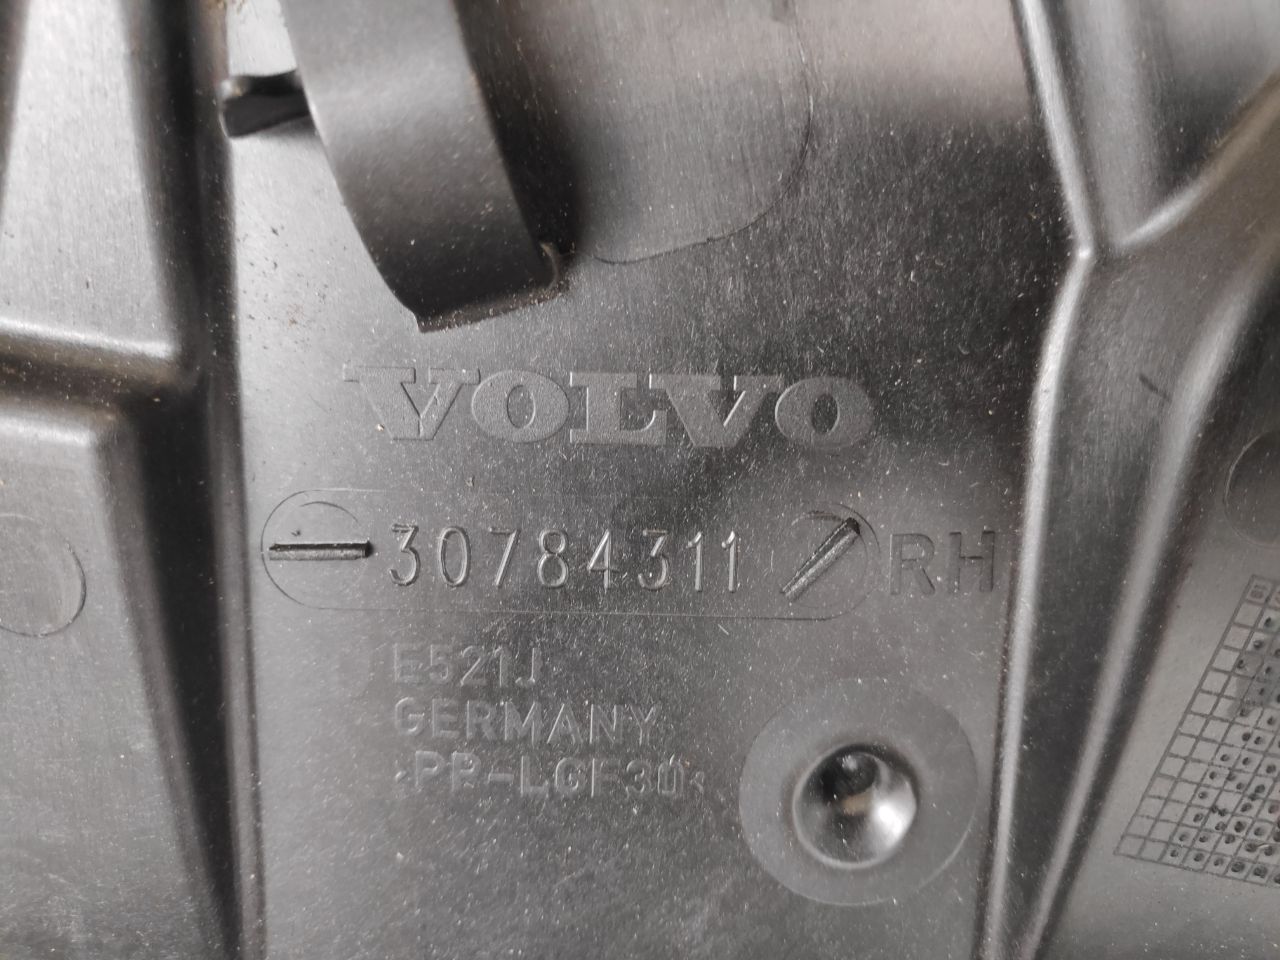 VOLVO
30784311 RH
E521J
GERMANY
>PP-LGF30<